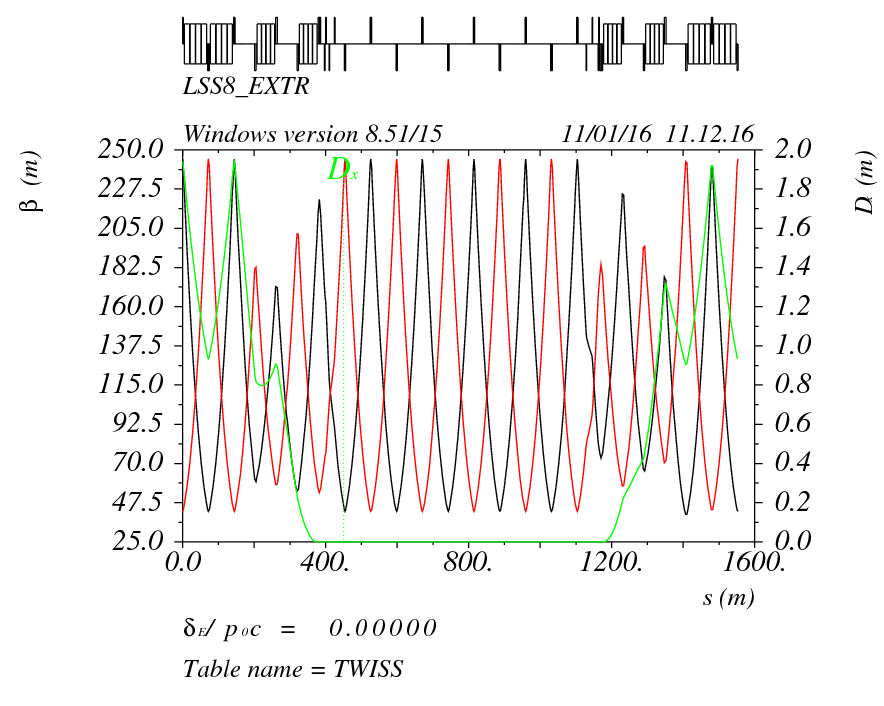 LSS8_EXTR
Windows version 8.51/15 11/01/16 11.12.16
β (m)
D (m)
Dx
250.0 2.0
227.5 1.8
205.0 1.6
182.5 1.4
160.0 1.2
137.5 1.0
115.0 0.8
92.5 0.6
70.0 0.4
47.5 0.2
25.0 0.0
0.0 400. 800. 1200. 1600.
s (m)
δE/ p0c = 0.00000
Table name = TWISS